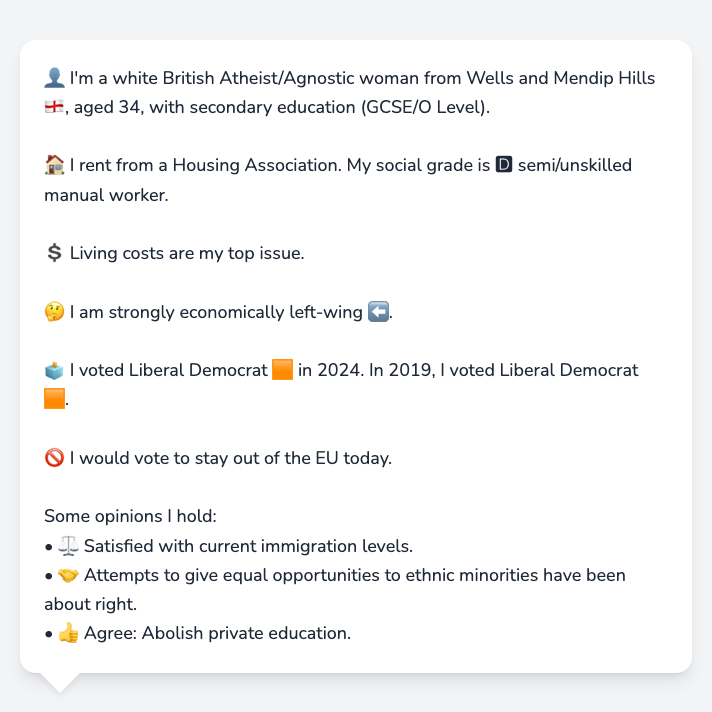 👤 I'm a white British Atheist/Agnostic woman from Wells and Mendip Hills
🏴󠁧󠁢󠁥󠁮󠁧󠁿, aged 34, with secondary education (GCSE/O Level).
🏠 I rent from a Housing Association. My social grade is D semi/unskilled
manual worker.
💲 Living costs are my top issue.
🤔 I am strongly economically left-wing ⬅️.
🗳️ I voted Liberal Democrat 🟧 in 2024. In 2019, I voted Liberal Democrat
🟧.
🚫 I would vote to stay out of the EU today.
Some opinions I hold:
• ⚖️ Satisfied with current immigration levels.
• 🤝 Attempts to give equal opportunities to ethnic minorities have been
about right.
• 👍 Agree: Abolish private education.